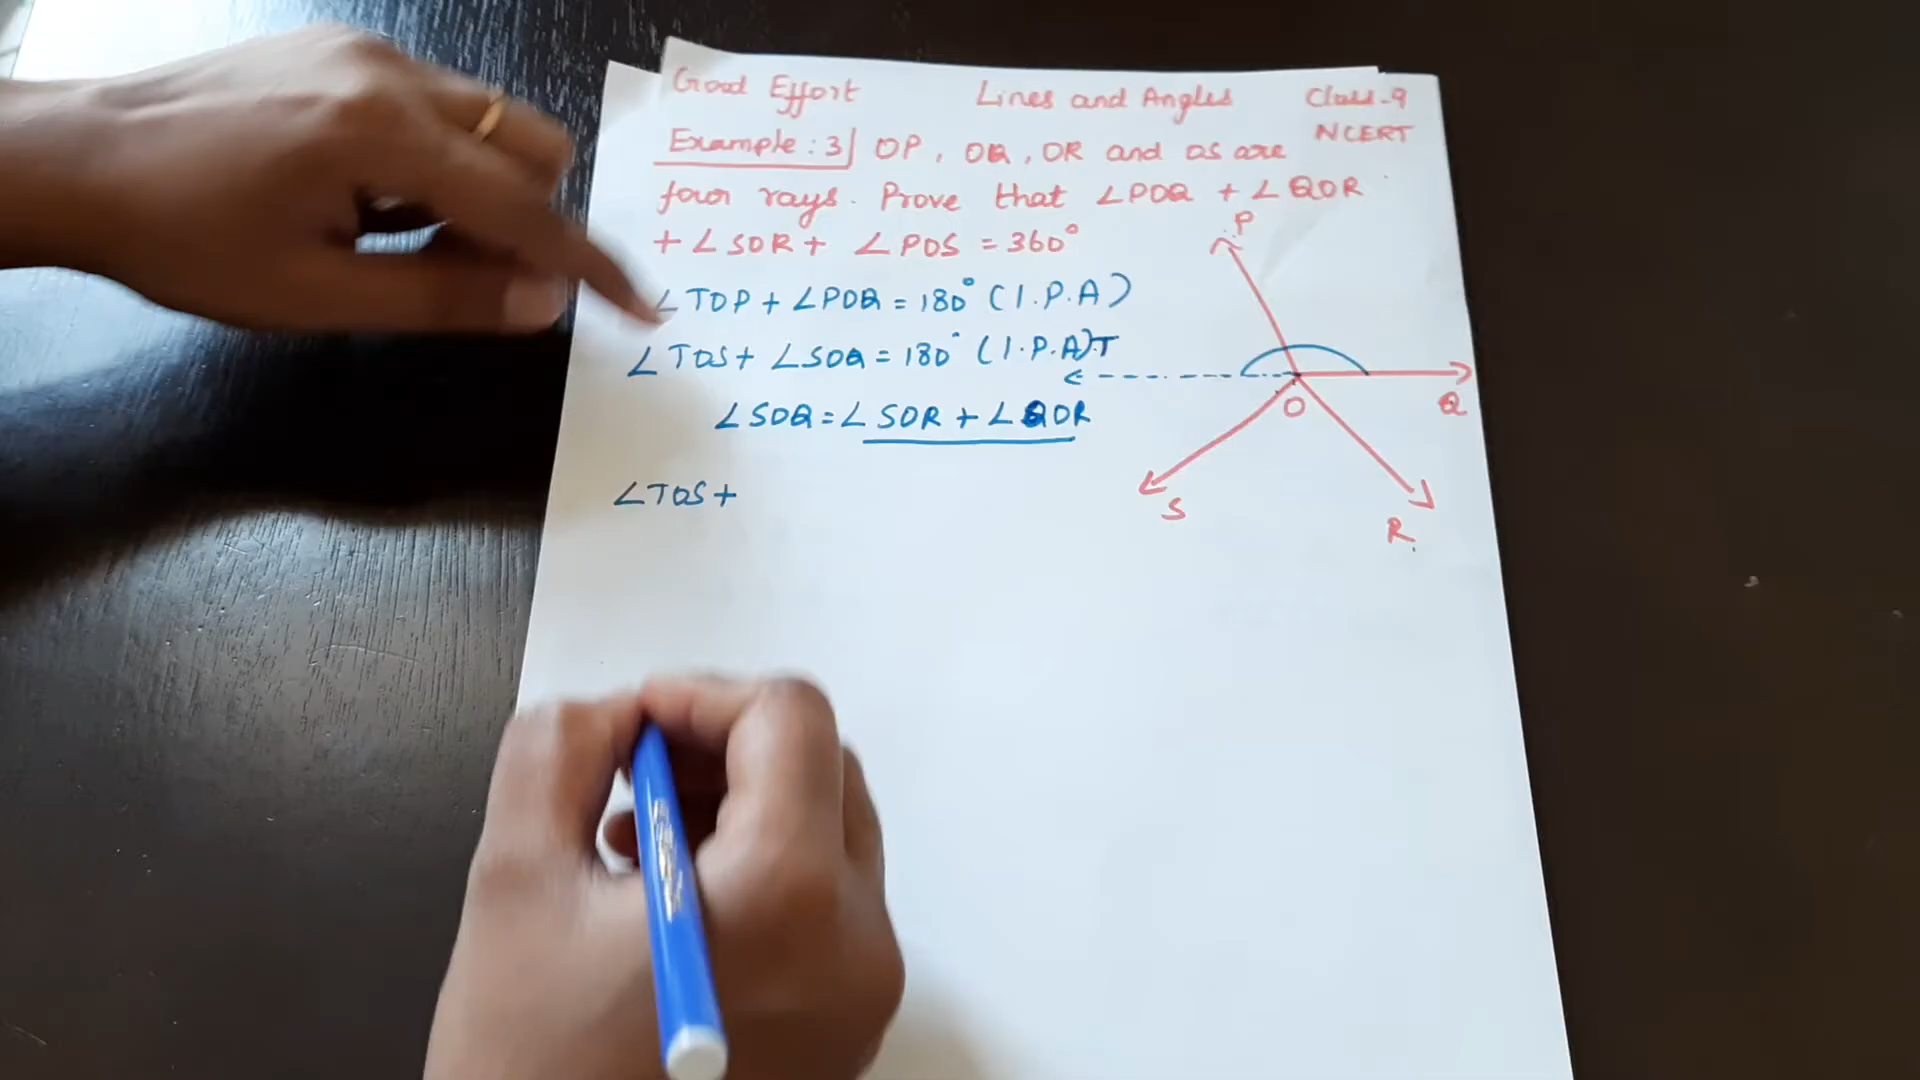 Good Effort Lines and Angles Class-9
NCERT
Example: 3 OP, OQ, OR and OS are
four rays. Prove that ∠POQ + ∠QOR
+ ∠SOR + ∠POS = 360°
∠TOP + ∠POQ = 180° (I.P.A)
∠TOS + ∠SOQ = 180° (I.P.A)
∠SOQ = ∠SOR + ∠QOR
∠TOS +
P
T
O
Q
S
R